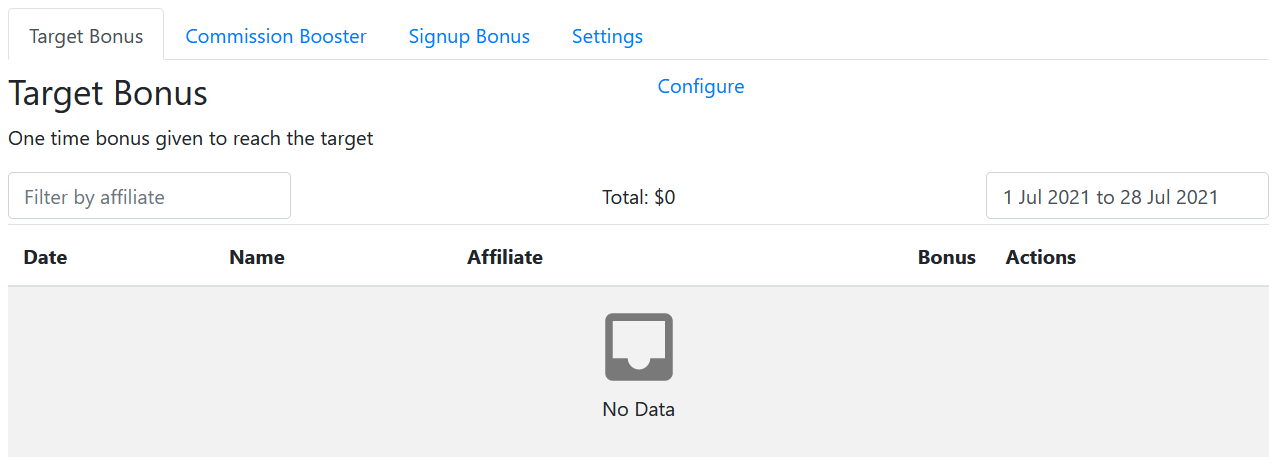 Target Bonus Commission Booster Signup Bonus Settings
Target Bonus Configure
One time bonus given to reach the target
Filter by affiliate Total: $0 1 Jul 2021 to 28 Jul 2021
Date Name Affiliate Bonus Actions
No Data